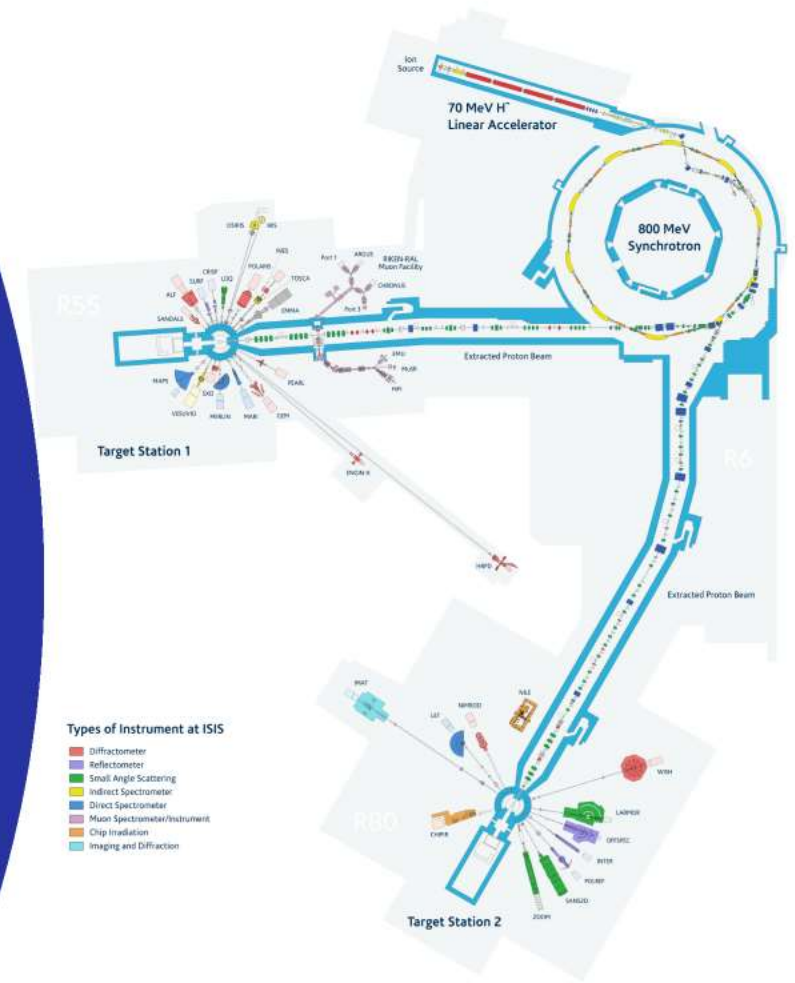 Ion
Source
70 MeV H⁻
Linear Accelerator
800 MeV
Synchrotron
R55
OSIRIS
IRIS
CRISP
LOQ
POLARIS
SURF
TOSCA
ALF
SANDALS
EMMA
Port 1
ARGUS
RIKEN-RAL
Muon Facility
CHRONUS
Port 3
EMU
MuSR
HIFI
Extracted Proton Beam
MAPS
VESUVIO
SXD
MERLIN
MARI
GEM
PEARL
Target Station 1
ENGIN-X
HRPD
R6
Extracted Proton Beam
IMAT
LET
NIMROD
NILE
WISH
LARMOR
OFFSPEC
INTER
POLREF
SANS2D
ZOOM
CHIPIR
R80
Target Station 2
Types of Instrument at ISIS
Diffractometer
Reflectometer
Small Angle Scattering
Indirect Spectrometer
Direct Spectrometer
Muon Spectrometer/Instrument
Chip Irradiation
Imaging and Diffraction